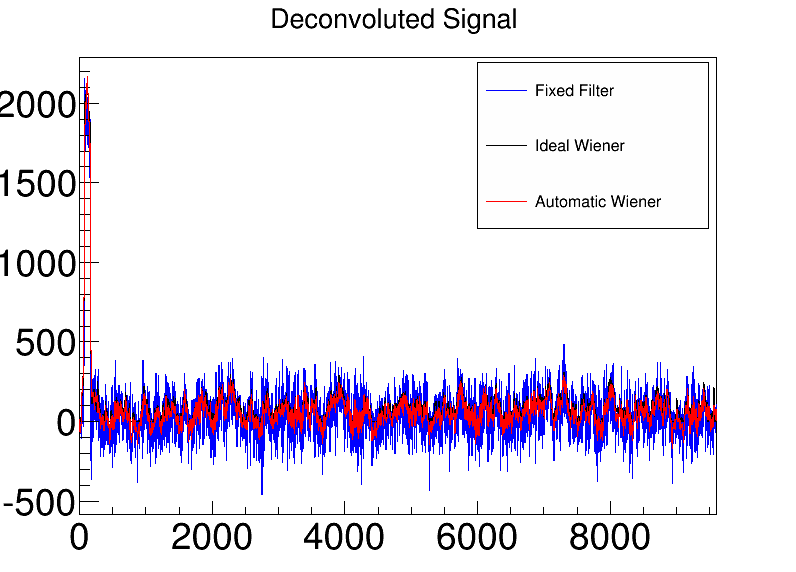 Deconvoluted Signal
Fixed Filter
Ideal Wiener
Automatic Wiener
2000
1500
1000
500
0
-500
0 2000 4000 6000 8000